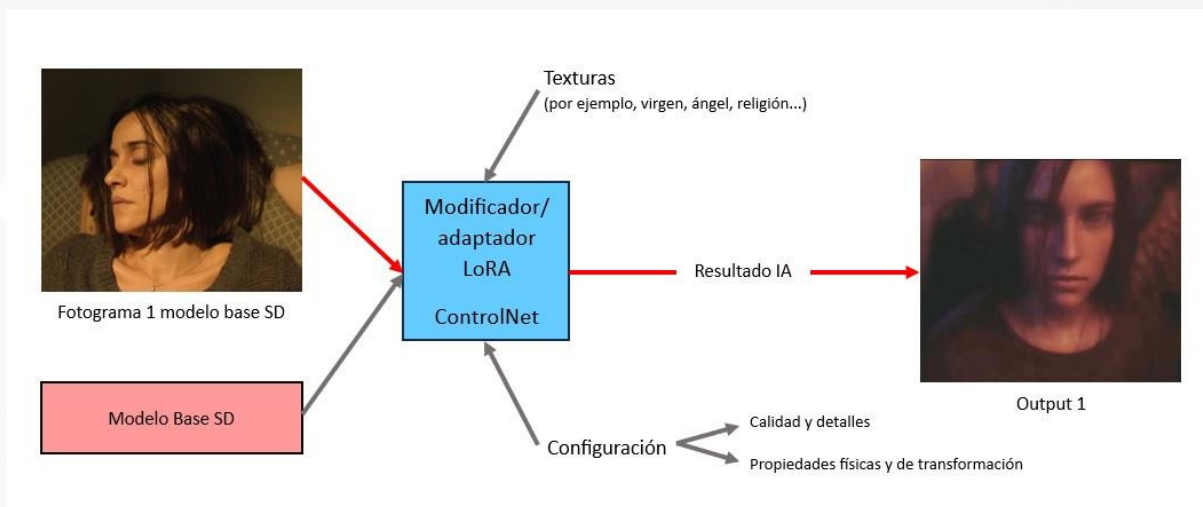 Texturas
(por ejemplo, virgen, ángel, religión...)
Modificador/
adaptador
LoRA
ControlNet
Resultado IA
Fotograma 1 modelo base SD
Modelo Base SD
Output 1
Calidad y detalles
Configuración
Propiedades físicas y de transformación